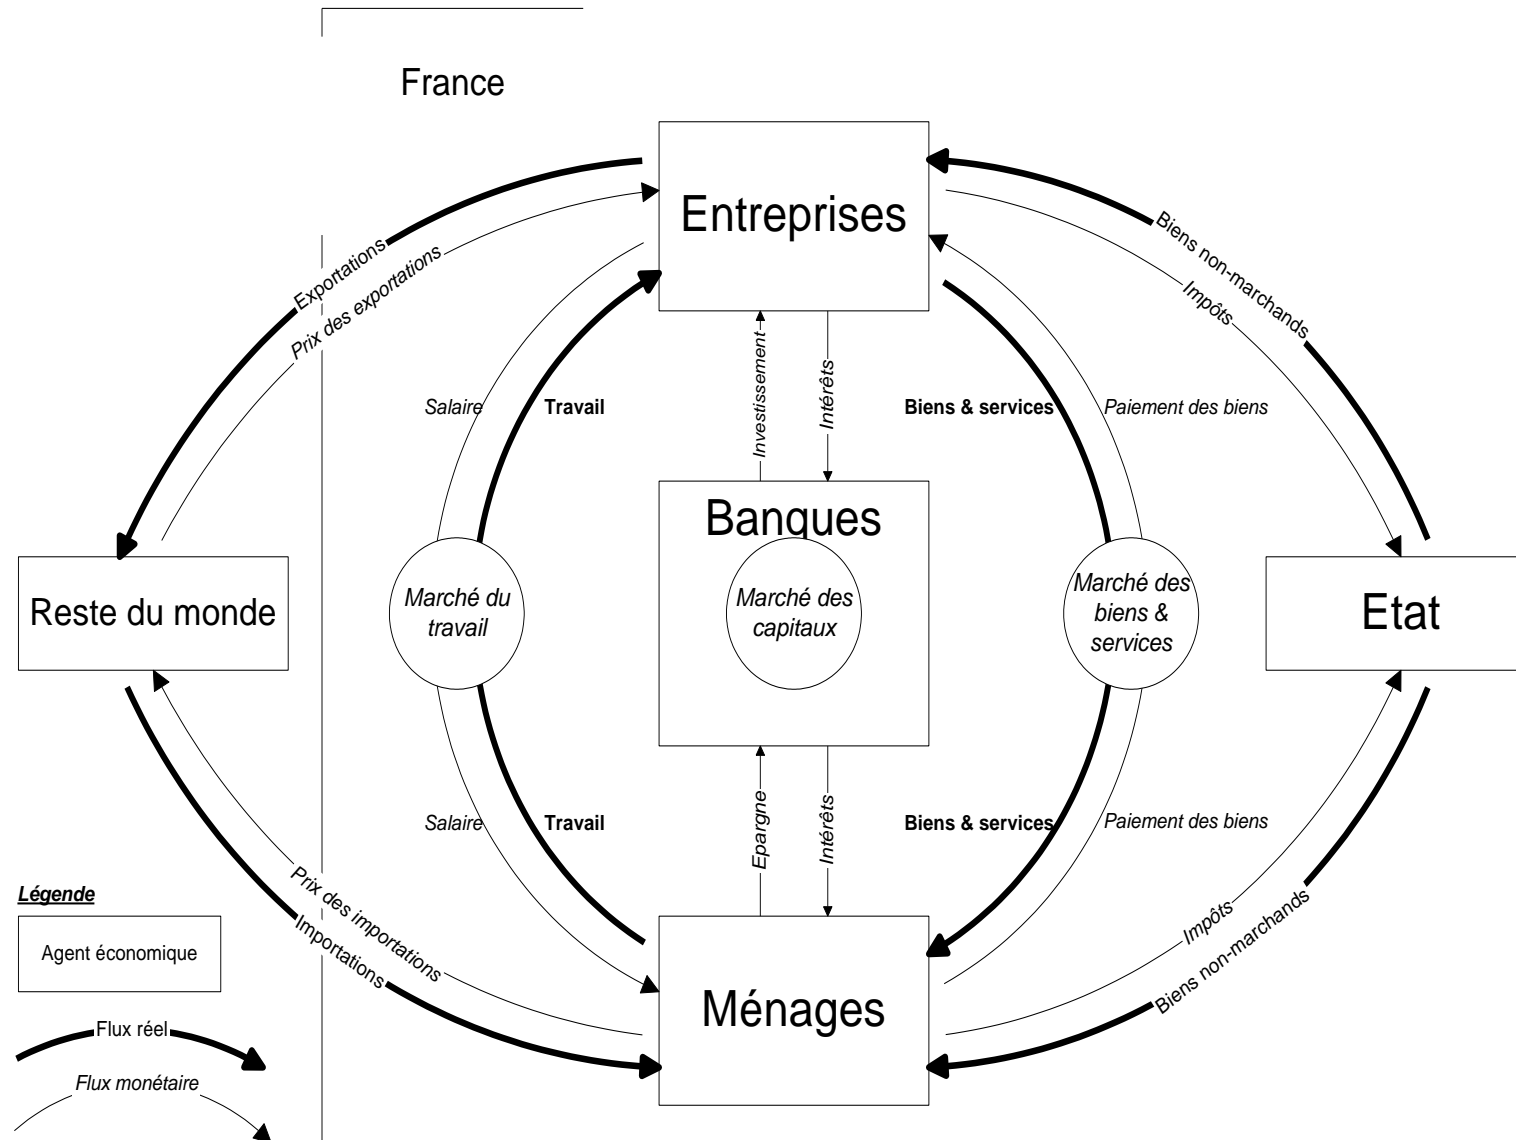 France
Entreprises
Exportations
Prix des exportations
Biens non-marchands
Impôts
Investissement
Intérêts
Salaire
Travail
Biens & services
Paiement des biens
Banques
Reste du monde
Marché du
travail
Marché des
capitaux
Marché des
biens &
services
Etat
Salaire
Travail
Epargne
Intérêts
Biens & services
Paiement des biens
Prix des importations
Importations
Impôts
Biens non-marchands
Ménages
Légende
Agent économique
Flux réel
Flux monétaire